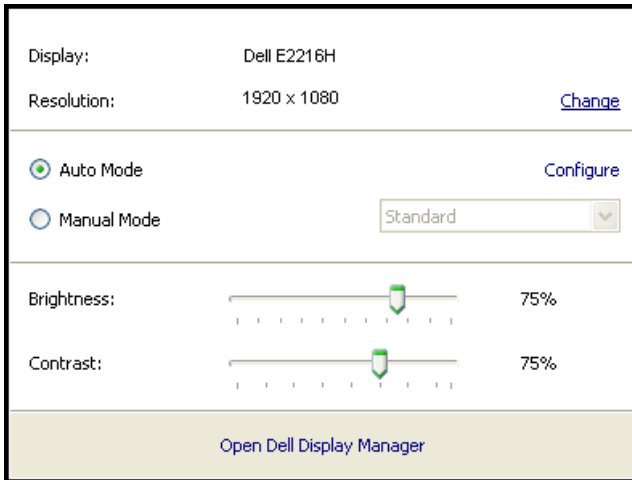 Display: Dell E2216H
Resolution: 1920 x 1080 Change
Auto Mode Configure
Manual Mode Standard
Brightness: 75%
Contrast: 75%
Open Dell Display Manager